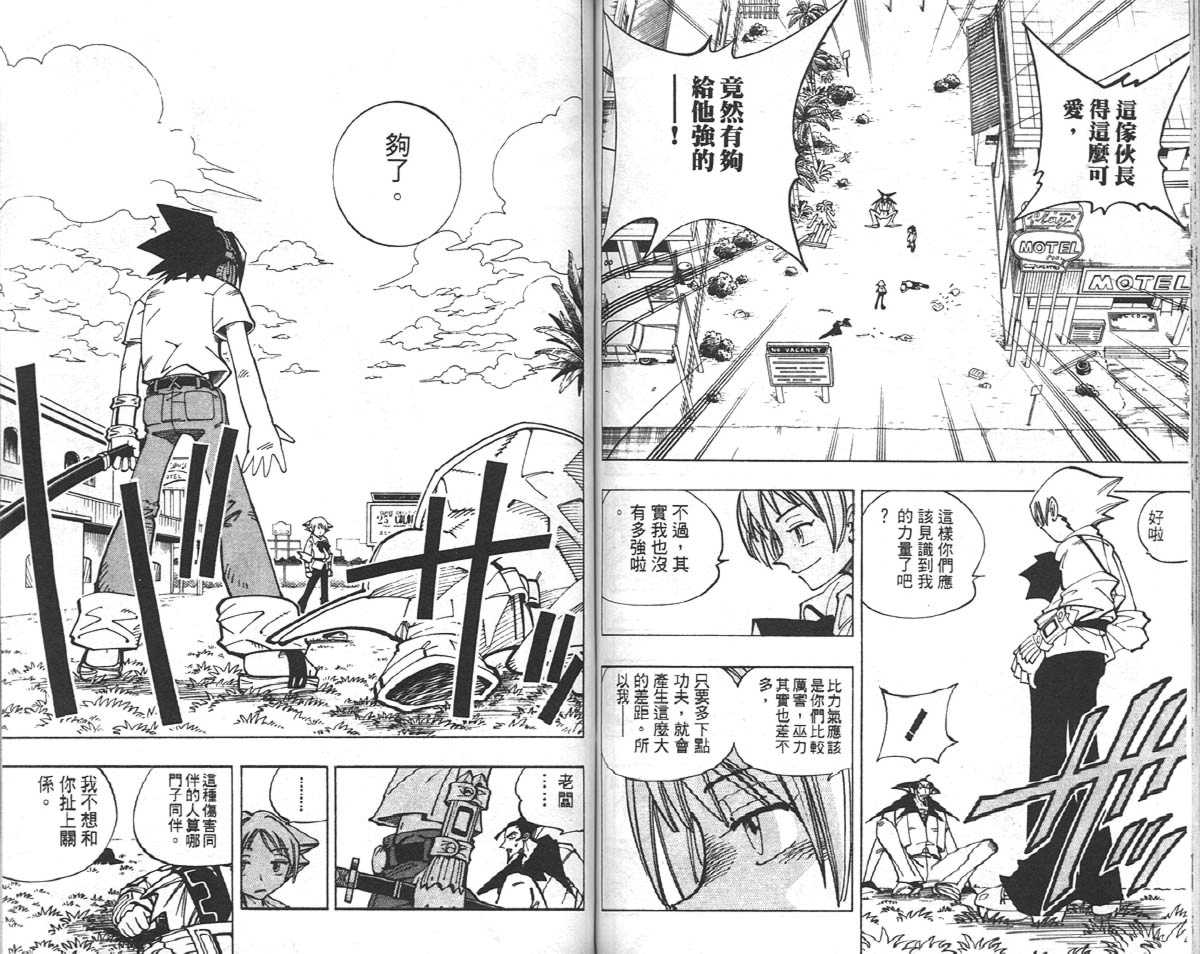 這傢伙長
得這麼可
愛，
竟然有夠
給他強的
——！
Play
MOTEL
MOTEL
NO VACANCY
好啦
這樣你們應
該見識到我
的力量了吧
？
不過，其
實我也沒
有多強啦
。
！
比力氣應該
是你們比較
厲害，巫力
其實也差不
多，
只要多下點
功夫，就會
產生這麼大
的差距。所
以我——
夠了。
老闆
……
……
這種傷害同
伴的人算哪
門子同伴。
我不想和
你扯上關
係。